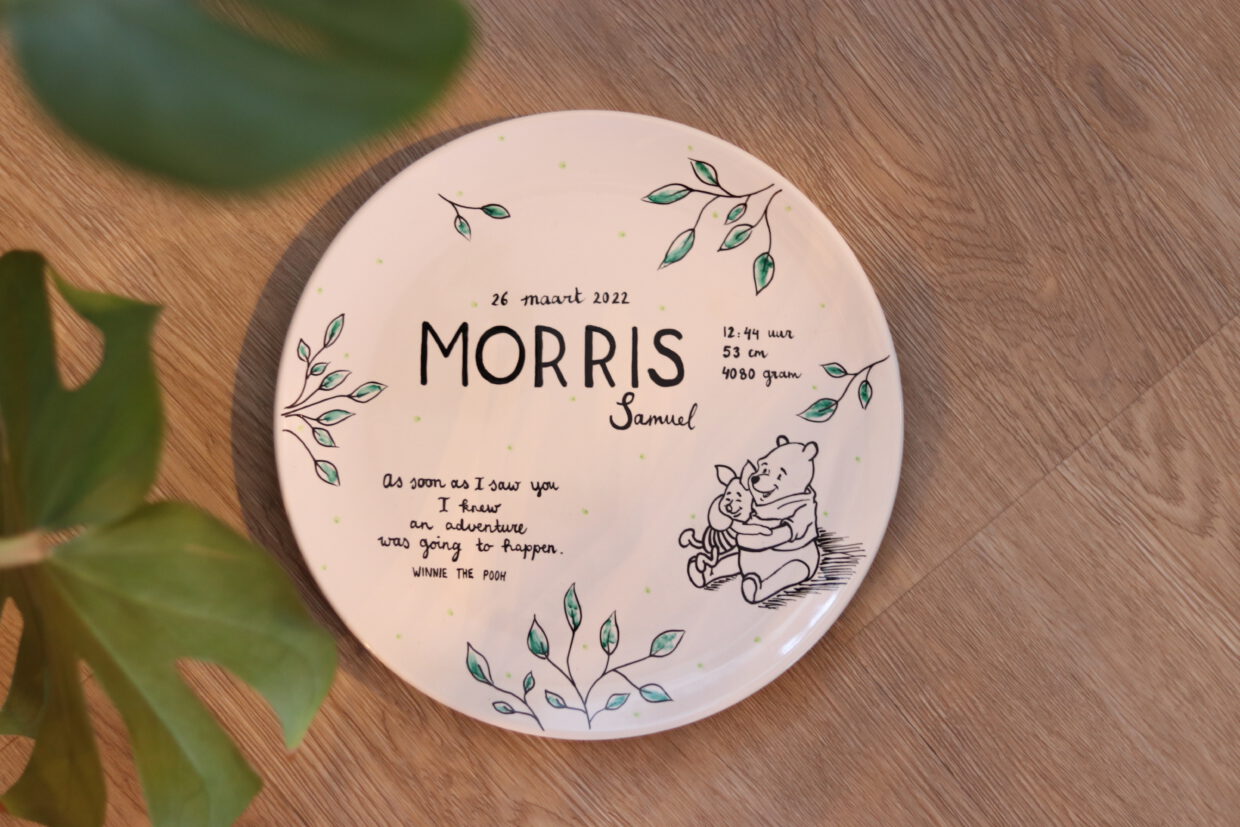 26 maart 2022
MORRIS
Samuel
12:44 uur
53 cm
4080 gram
As soon as I saw you
I knew
an adventure
was going to happen.
WINNIE THE POOH